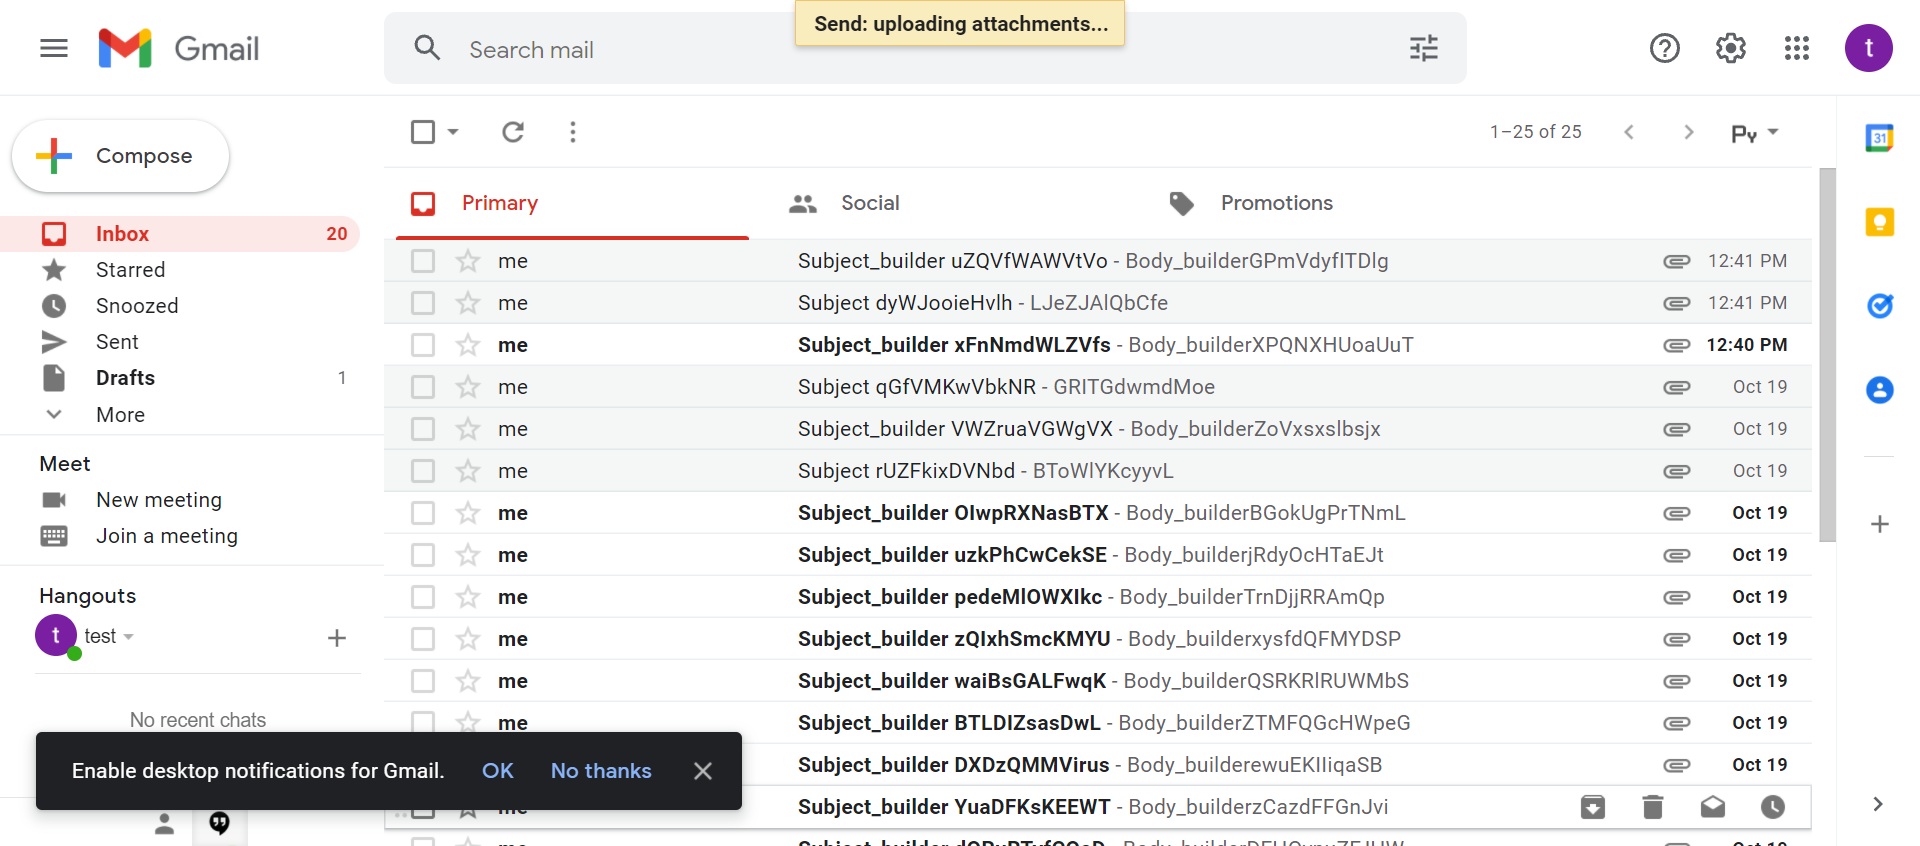 Send: uploading attachments...
Gmail
Search mail
t
Compose
1–25 of 25
Py
31
Primary
Social
Promotions
Inbox 20
Starred
Snoozed
Sent
Drafts 1
More
Meet
New meeting
Join a meeting
Hangouts
t test
No recent chats
me Subject_builder uZQVfWAWVtVo - Body_builderGPmVdyfITDlg 12:41 PM
me Subject dyWJooieHvlh - LJeZJAlQbCfe 12:41 PM
me Subject_builder xFnNmdWLZVfs - Body_builderXPQNXHUoaUuT 12:40 PM
me Subject qGfVMKwVbkNR - GRITGdwmdMoe Oct 19
me Subject_builder VWZruaVGWgVX - Body_builderZoVxsxslbsjx Oct 19
me Subject rUZFkixDVNbd - BToWlYKcyyvL Oct 19
me Subject_builder OlwpRXNasBTX - Body_builderBGokUgPrTNmL Oct 19
me Subject_builder uzkPhCwCekSE - Body_builderjRdyOcHTaEJt Oct 19
me Subject_builder pedeMlOWXIkc - Body_builderTrnDjjRRAmQp Oct 19
me Subject_builder zQIxhSmcKMYU - Body_builderxysfdQFMYDSP Oct 19
me Subject_builder waiBsGALFwqK - Body_builderQSRKRlRUWMbS Oct 19
me Subject_builder BTLDIZsasDwL - Body_builderZTMFQGcHWpeG Oct 19
Subject_builder DXDzQMMVirus - Body_builderewuEKIIiqaSB Oct 19
me Subject_builder YuaDFKsKEEWT - Body_builderzCazdFFGnJvi
Enable desktop notifications for Gmail. OK No thanks